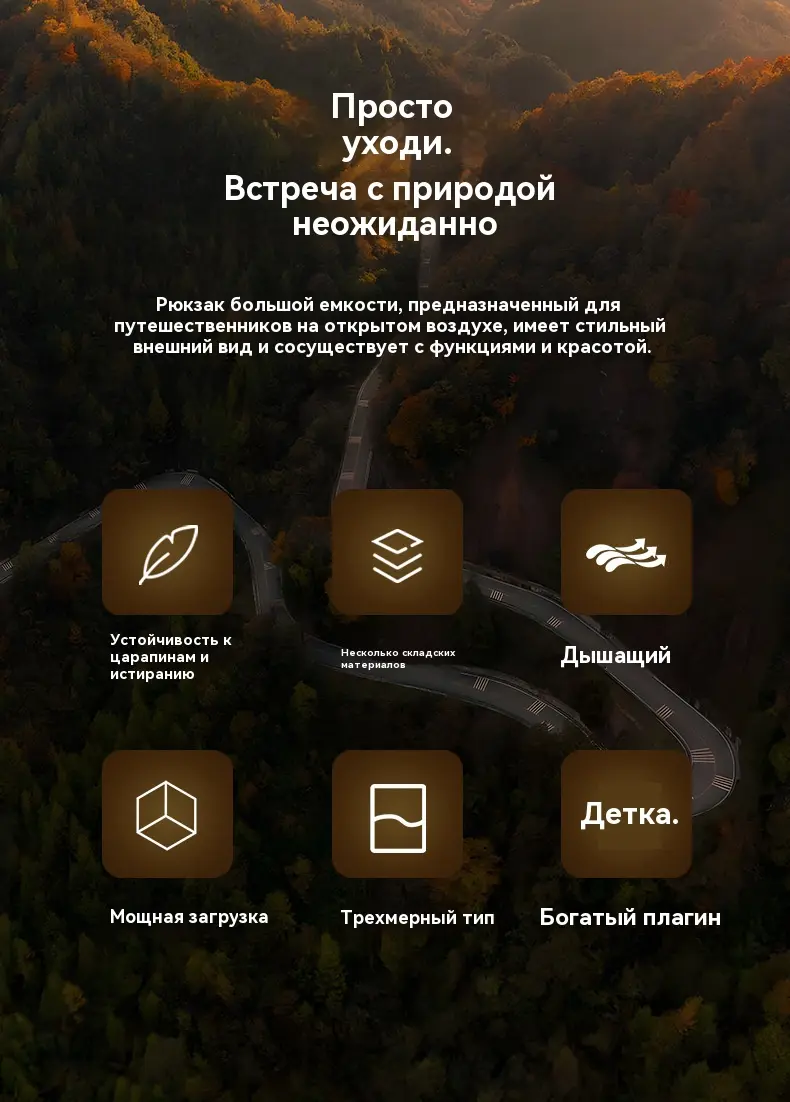 Просто
уходи.
Встреча с природой
неожиданно
Рюкзак большой емкости, предназначенный для
путешественников на открытом воздухе, имеет стильный
внешний вид и сосуществует с функциями и красотой.
Устойчивость к
царапинам и
истиранию
Несколько складских
материалов
Дышащий
Детка.
Мощная загрузка
Трехмерный тип
Богатый плагин